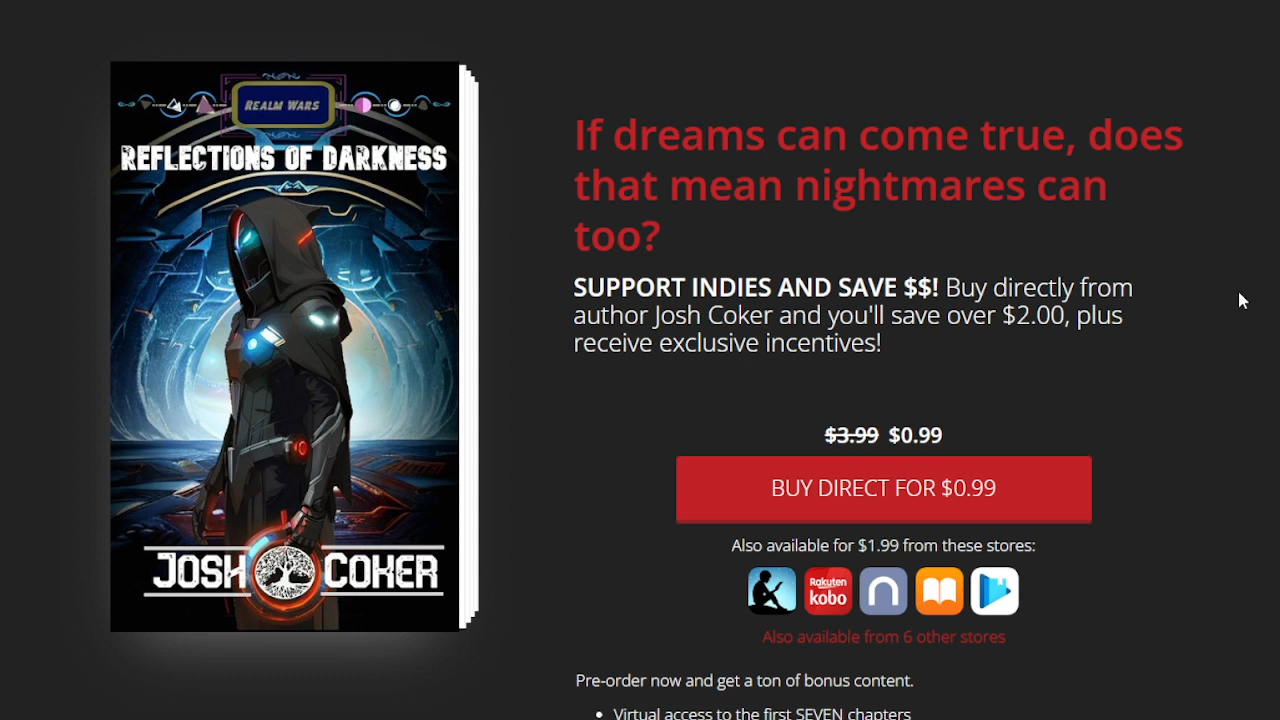 REALM WARS
REFLECTIONS OF DARKNESS
JOSH COKER
If dreams can come true, does
that mean nightmares can
too?
SUPPORT INDIES AND SAVE $$! Buy directly from
author Josh Coker and you'll save over $2.00, plus
receive exclusive incentives!
$3.99 $0.99
BUY DIRECT FOR $0.99
Also available for $1.99 from these stores:
Rakuten
kobo
Also available from 6 other stores
Pre-order now and get a ton of bonus content.
• Virtual access to the first SEVEN chapters